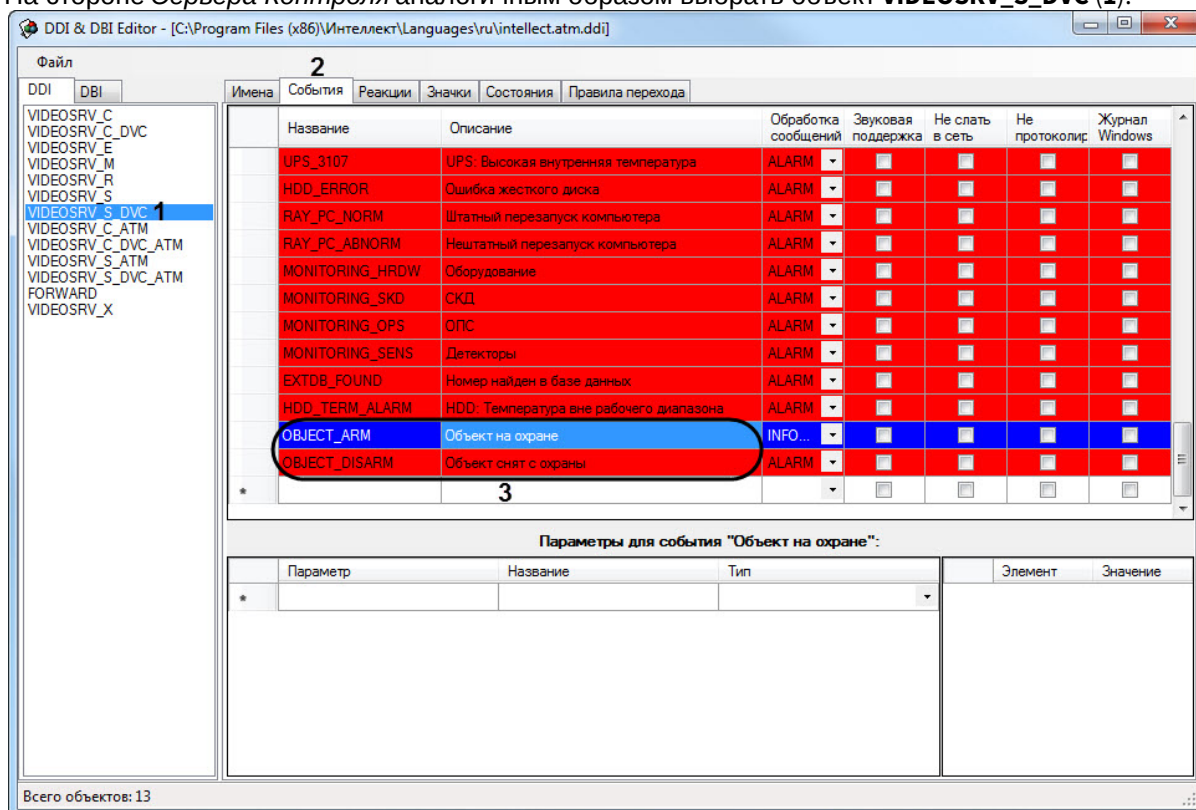 На стороне Сервера Контроля аналогичным образом выбрать объект VIDEOSRV_S_DVC (1).
DDI & DBI Editor - [C:\Program Files (x86)\Интеллект\Languages\ru\intellect.atm.ddi]
Файл
2
DDI DBI
Имена События Реакции Значки Состояния Правила перехода
VIDEOSRV_C
VIDEOSRV_C_DVC
VIDEOSRV_E
VIDEOSRV_M
VIDEOSRV_R
VIDEOSRV_S
VIDEOSRV_S_DVC 1
VIDEOSRV_C_ATM
VIDEOSRV_C_DVC_ATM
VIDEOSRV_S_ATM
VIDEOSRV_S_DVC_ATM
FORWARD
VIDEOSRV_X
Название Описание Обработка сообщений Звуковая поддержка Не слать в сеть Не протоколир Журнал Windows
UPS_3107 UPS: Высокая внутренняя температура ALARM
HDD_ERROR Ошибка жесткого диска ALARM
RAY_PC_NORM Штатный перезапуск компьютера ALARM
RAY_PC_ABNORM Нештатный перезапуск компьютера ALARM
MONITORING_HRDW Оборудование ALARM
MONITORING_SKD СКД ALARM
MONITORING_OPS ОПС ALARM
MONITORING_SENS Детекторы ALARM
EXTDB_FOUND Номер найден в базе данных ALARM
HDD_TERM_ALARM HDD: Температура вне рабочего диапазона ALARM
OBJECT_ARM Объект на охране INFO...
OBJECT_DISARM Объект снят с охраны ALARM
* 3
Параметры для события "Объект на охране":
Параметр Название Тип Элемент Значение
*
Всего объектов: 13